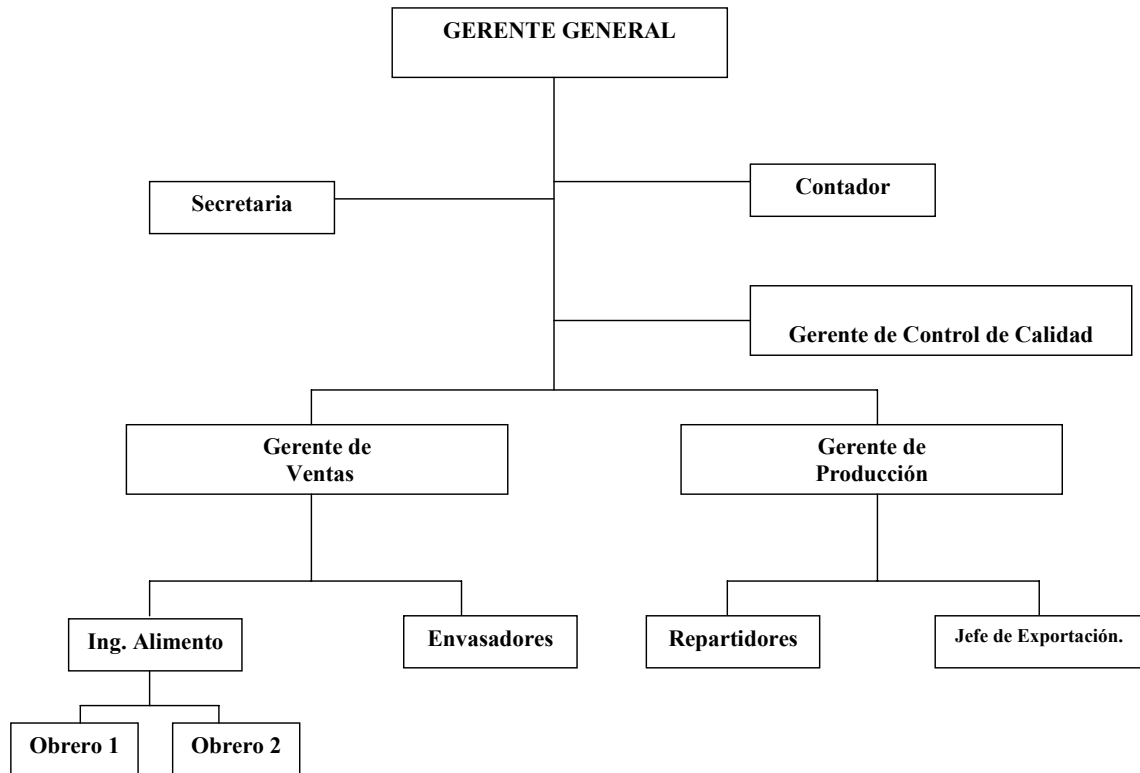 GERENTE GENERAL
Secretaria
Contador
Gerente de Control de Calidad
Gerente de
Ventas
Gerente de
Producción
Ing. Alimento
Envasadores
Repartidores
Jefe de Exportación.
Obrero 1
Obrero 2